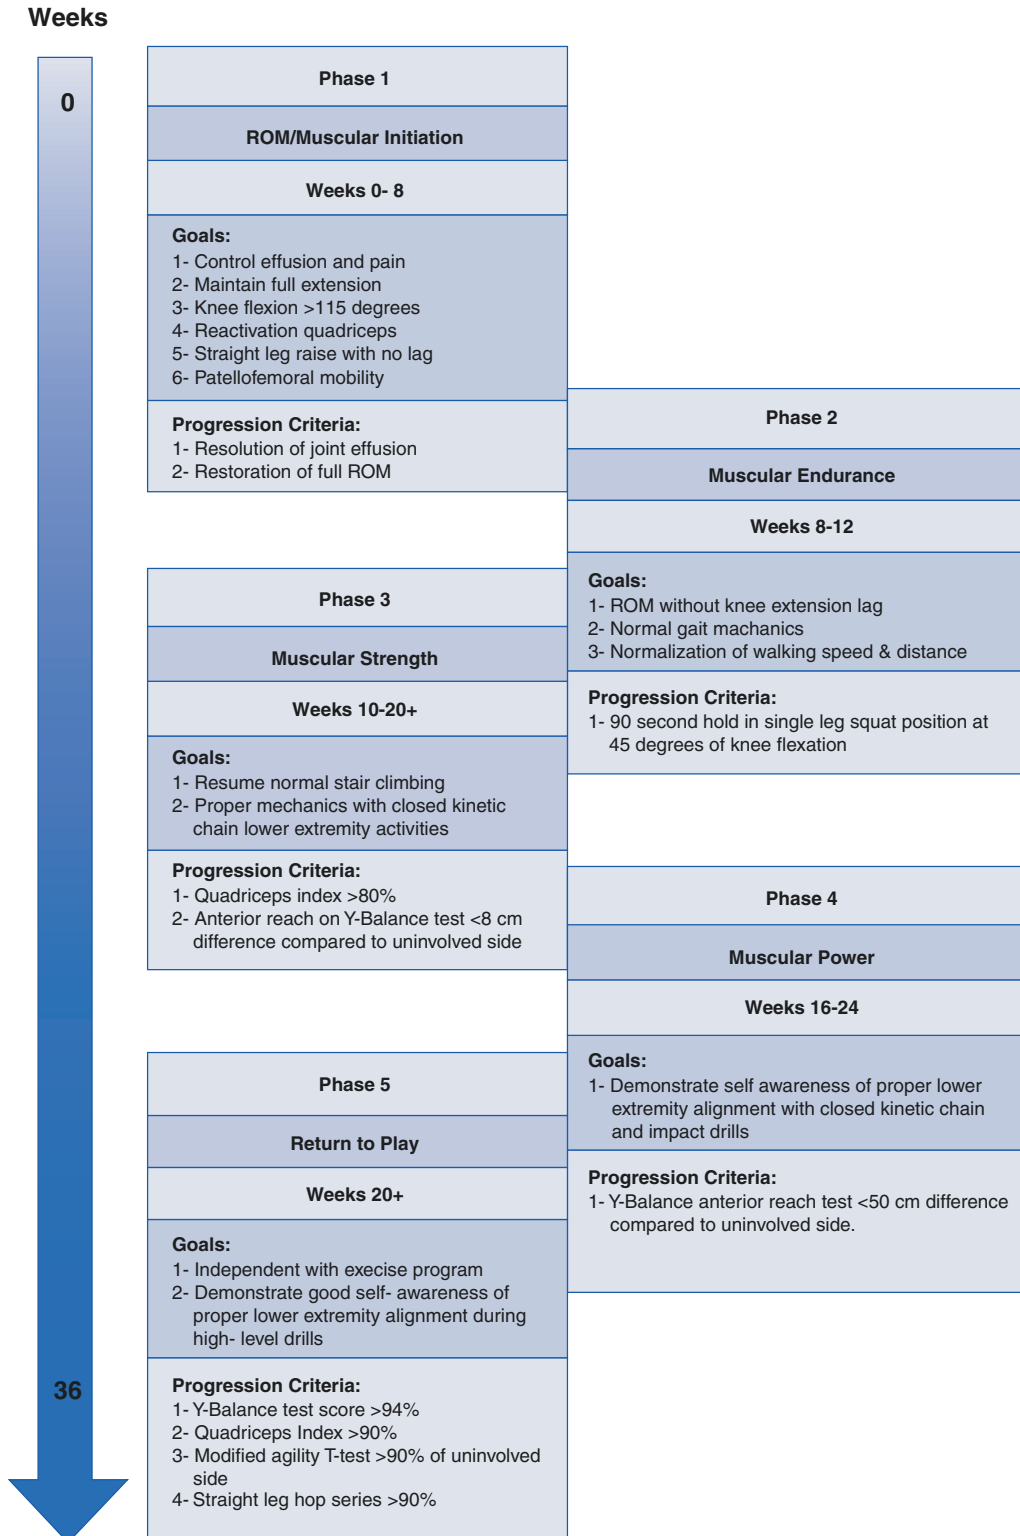 Weeks
0
36
Phase 1
ROM/Muscular Initiation
Weeks 0- 8
Goals:
1- Control effusion and pain
2- Maintain full extension
3- Knee flexion >115 degrees
4- Reactivation quadriceps
5- Straight leg raise with no lag
6- Patellofemoral mobility
Progression Criteria:
1- Resolution of joint effusion
2- Restoration of full ROM
Phase 2
Muscular Endurance
Weeks 8-12
Goals:
1- ROM without knee extension lag
2- Normal gait machanics
3- Normalization of walking speed & distance
Progression Criteria:
1- 90 second hold in single leg squat position at
45 degrees of knee flexation
Phase 3
Muscular Strength
Weeks 10-20+
Goals:
1- Resume normal stair climbing
2- Proper mechanics with closed kinetic
chain lower extremity activities
Progression Criteria:
1- Quadriceps index >80%
2- Anterior reach on Y-Balance test <8 cm
difference compared to uninvolved side
Phase 4
Muscular Power
Weeks 16-24
Goals:
1- Demonstrate self awareness of proper lower
extremity alignment with closed kinetic chain
and impact drills
Progression Criteria:
1- Y-Balance anterior reach test <50 cm difference
compared to uninvolved side.
Phase 5
Return to Play
Weeks 20+
Goals:
1- Independent with execise program
2- Demonstrate good self- awareness of
proper lower extremity alignment during
high- level drills
Progression Criteria:
1- Y-Balance test score >94%
2- Quadriceps Index >90%
3- Modified agility T-test >90% of uninvolved
side
4- Straight leg hop series >90%